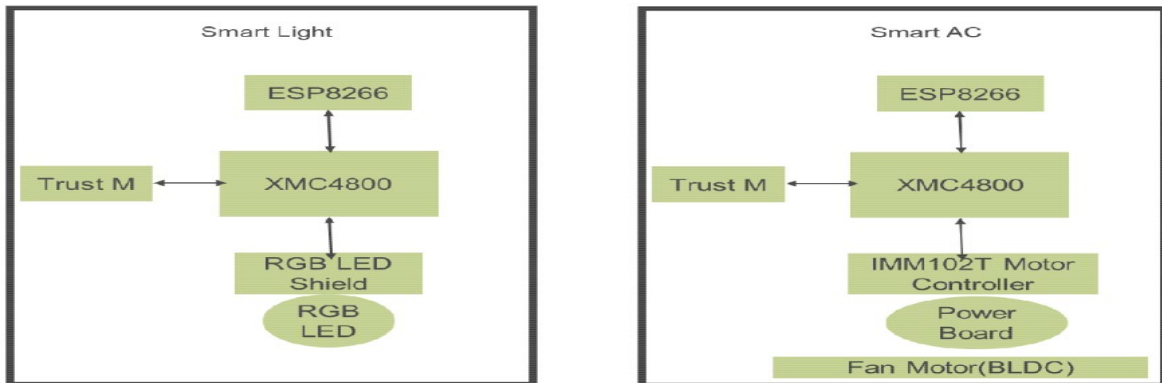 Smart Light
ESP8266
Trust M
XMC4800
RGB LED
Shield
RGB
LED
Smart AC
ESP8266
Trust M
XMC4800
IMM102T Motor
Controller
Power
Board
Fan Motor(BLDC)